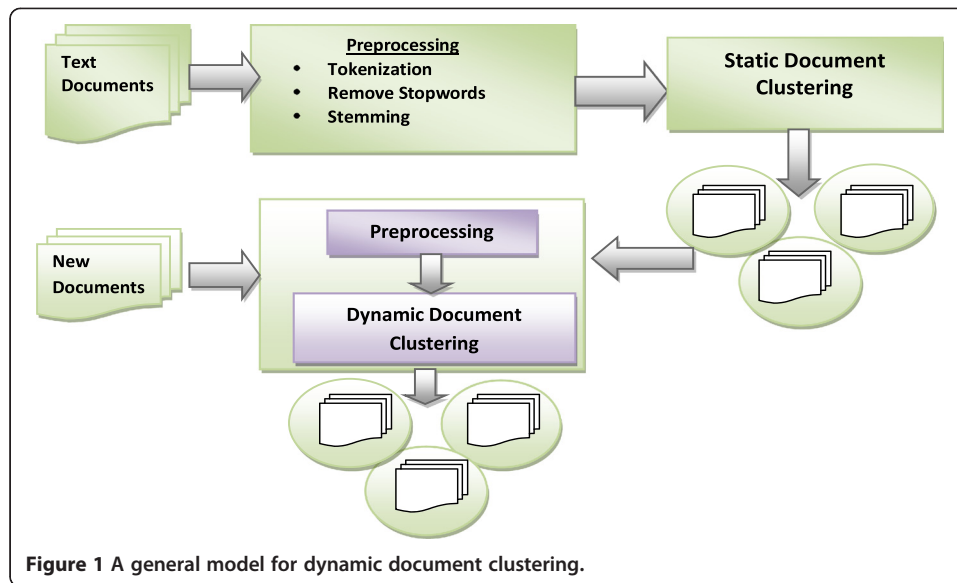 Text
Documents
Preprocessing
• Tokenization
• Remove Stopwords
• Stemming
Static Document
Clustering
New
Documents
Preprocessing
Dynamic Document
Clustering
Figure 1 A general model for dynamic document clustering.